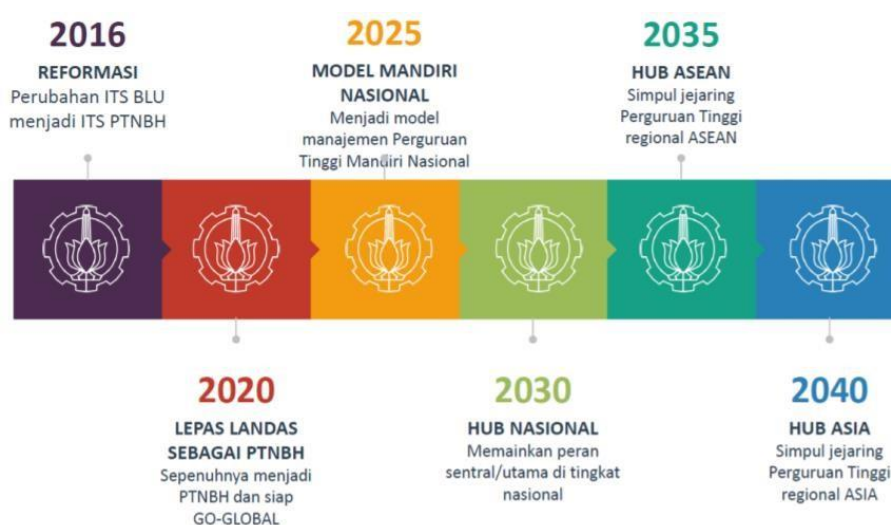 2016
REFORMASI
Perubahan ITS BLU
menjadi ITS PTNBH
2025
MODEL MANDIRI
NASIONAL
Menjadi model
manajemen Perguruan
Tinggi Mandiri Nasional
2035
HUB ASEAN
Simpul jejaring
Perguruan Tinggi
regional ASEAN
2020
LEPAS LANDAS
SEBAGAI PTNBH
Sepenuhnya menjadi
PTNBH dan siap
GO-GLOBAL
2030
HUB NASIONAL
Memainkan peran
sentral/utama di tingkat
nasional
2040
HUB ASIA
Simpul jejaring
Perguruan Tinggi
regional ASIA